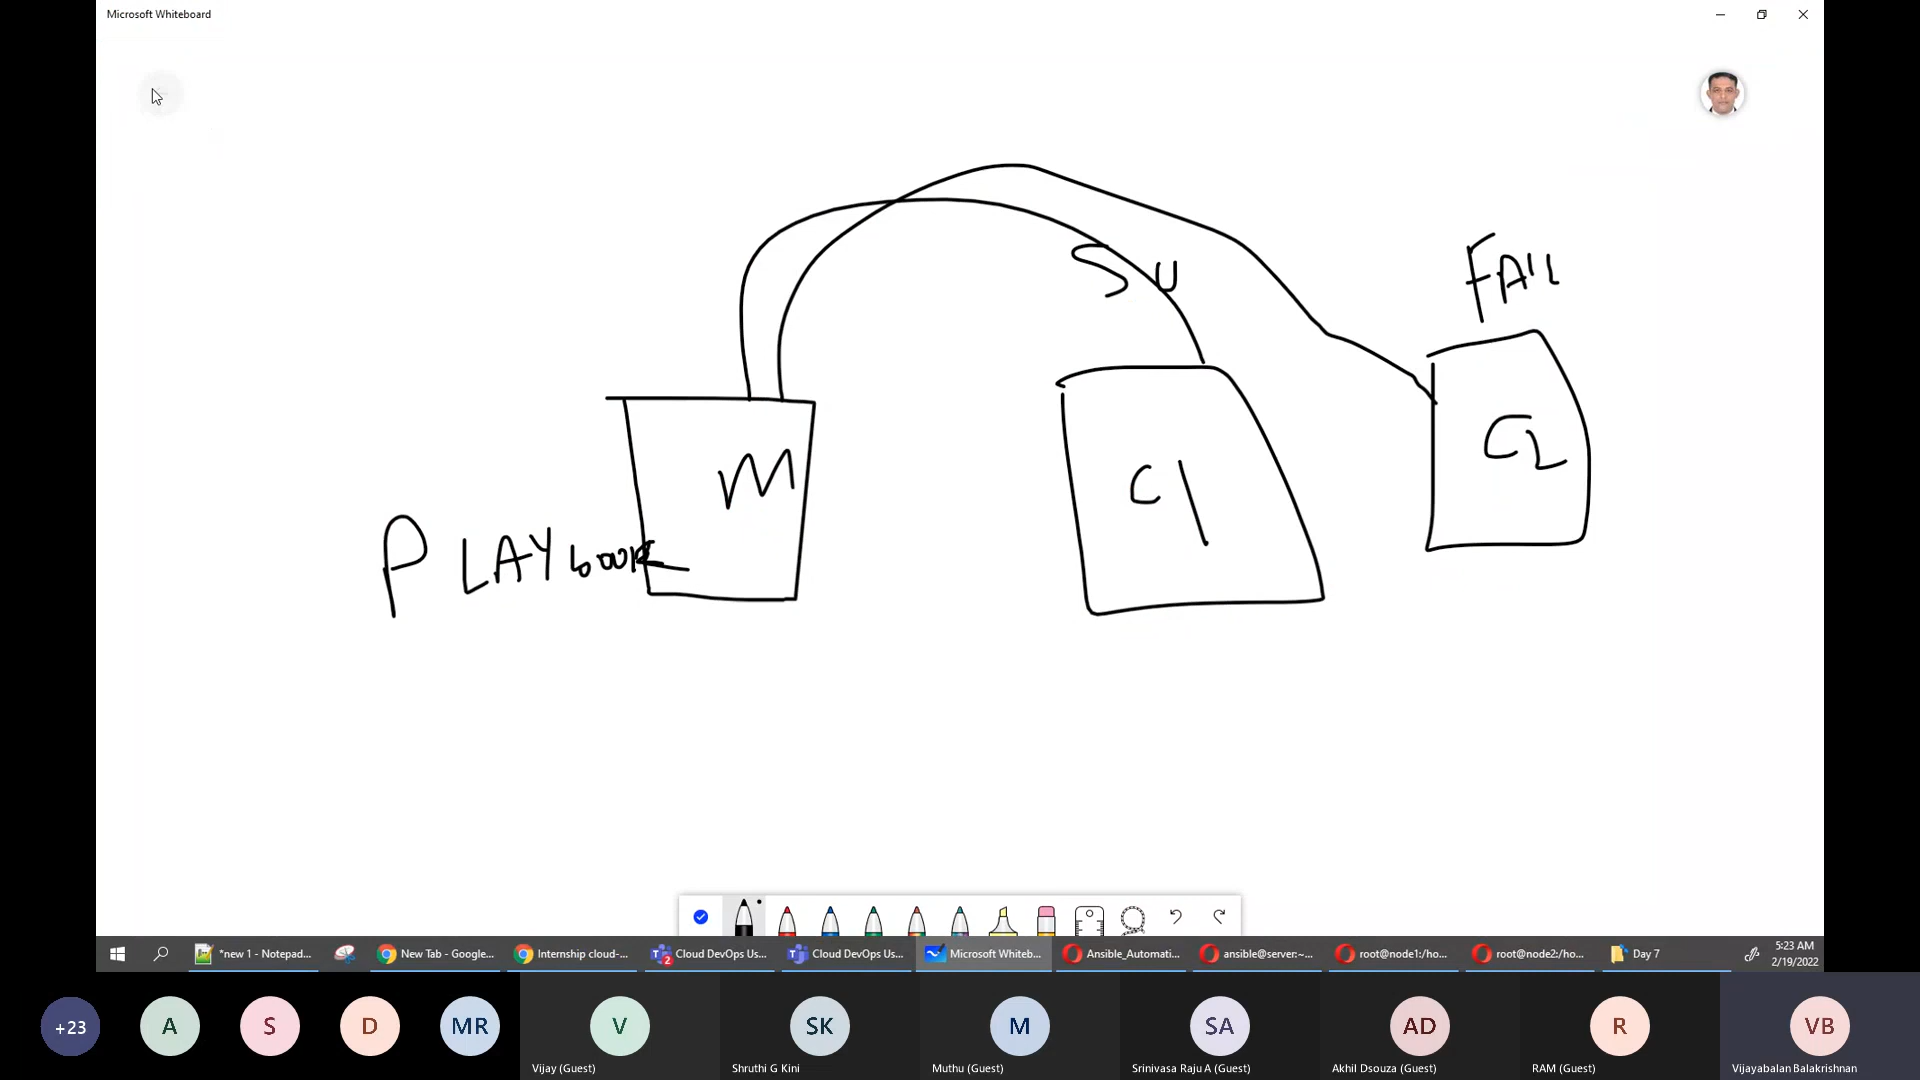 Microsoft Whiteboard
SU
FAIL
M
C1
C2
PLAYbook
*new 1 - Notepad...
New Tab - Google...
Internship cloud-...
2
Cloud DevOps Us...
Cloud DevOps Us...
Microsoft Whiteb...
Ansible_Automati...
ansible@server:~...
root@node1:/ho...
root@node2:/ho...
Day 7
5:23 AM
2/19/2022
+23
A
S
D
MR
V
SK
M
SA
AD
R
VB
Vijay (Guest)
Shruthi G Kini
Muthu (Guest)
Srinivasa Raju A (Guest)
Akhil Dsouza (Guest)
RAM (Guest)
Vijayabalan Balakrishnan